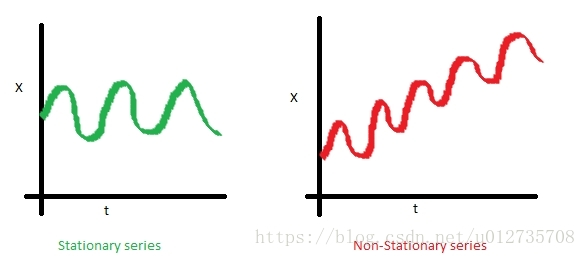 X
t
Stationary series
X
t
https://blog.csdn.net/u012735708
Non-Stationary series